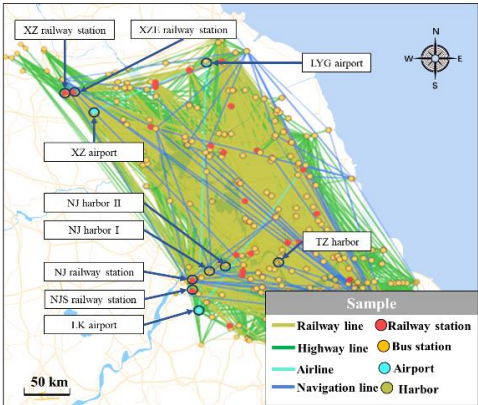 XZ railway station
XZE railway station
N
W
E
S
LYG airport
XZ airport
NJ harbor II
NJ harbor I
TZ harbor
NJ railway station
NJS railway station
LK airport
Sample
Railway line
Railway station
Highway line
Bus station
Airline
Airport
Navigation line
Harbor
50 km